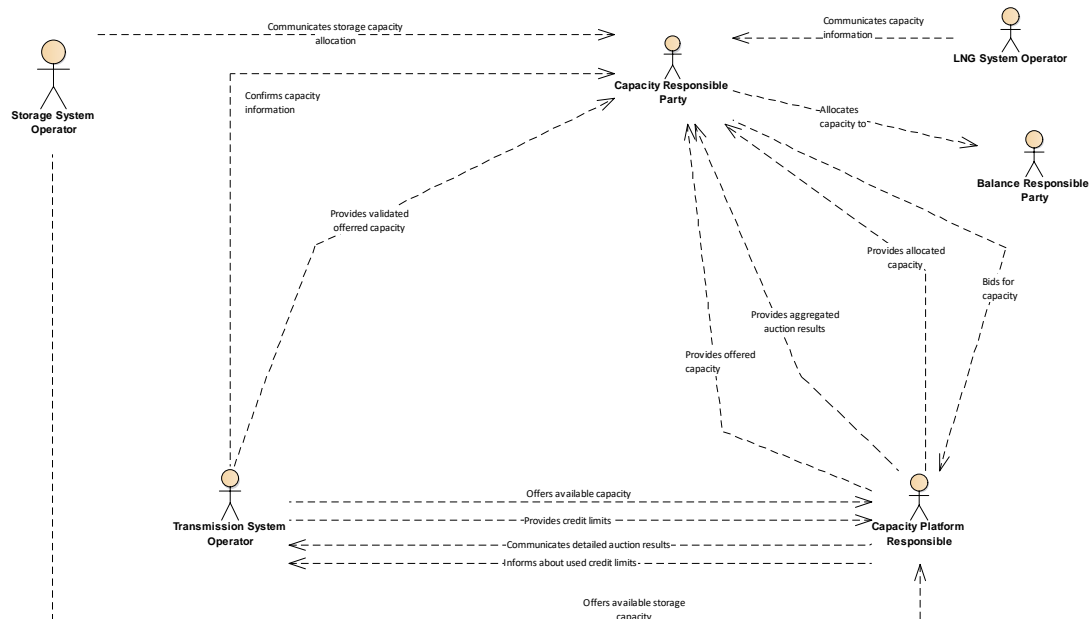 Communicates storage capacity
allocation
Communicates capacity
information
LNG System Operator
Capacity Responsible
Party
Storage System
Operator
Confirms capacity
information
Allocates
capacity to
Balance Responsible
Party
Provides validated
offerred capacity
Provides allocated
capacity
Bids for
capacity
Provides aggregated
auction results
Provides offered
capacity
Offers available capacity
Provides credit limits
Transmission System
Operator
Capacity Platform
Responsible
Communicates detailed auction results
Informs about used credit limits
Offers available storage
capacity